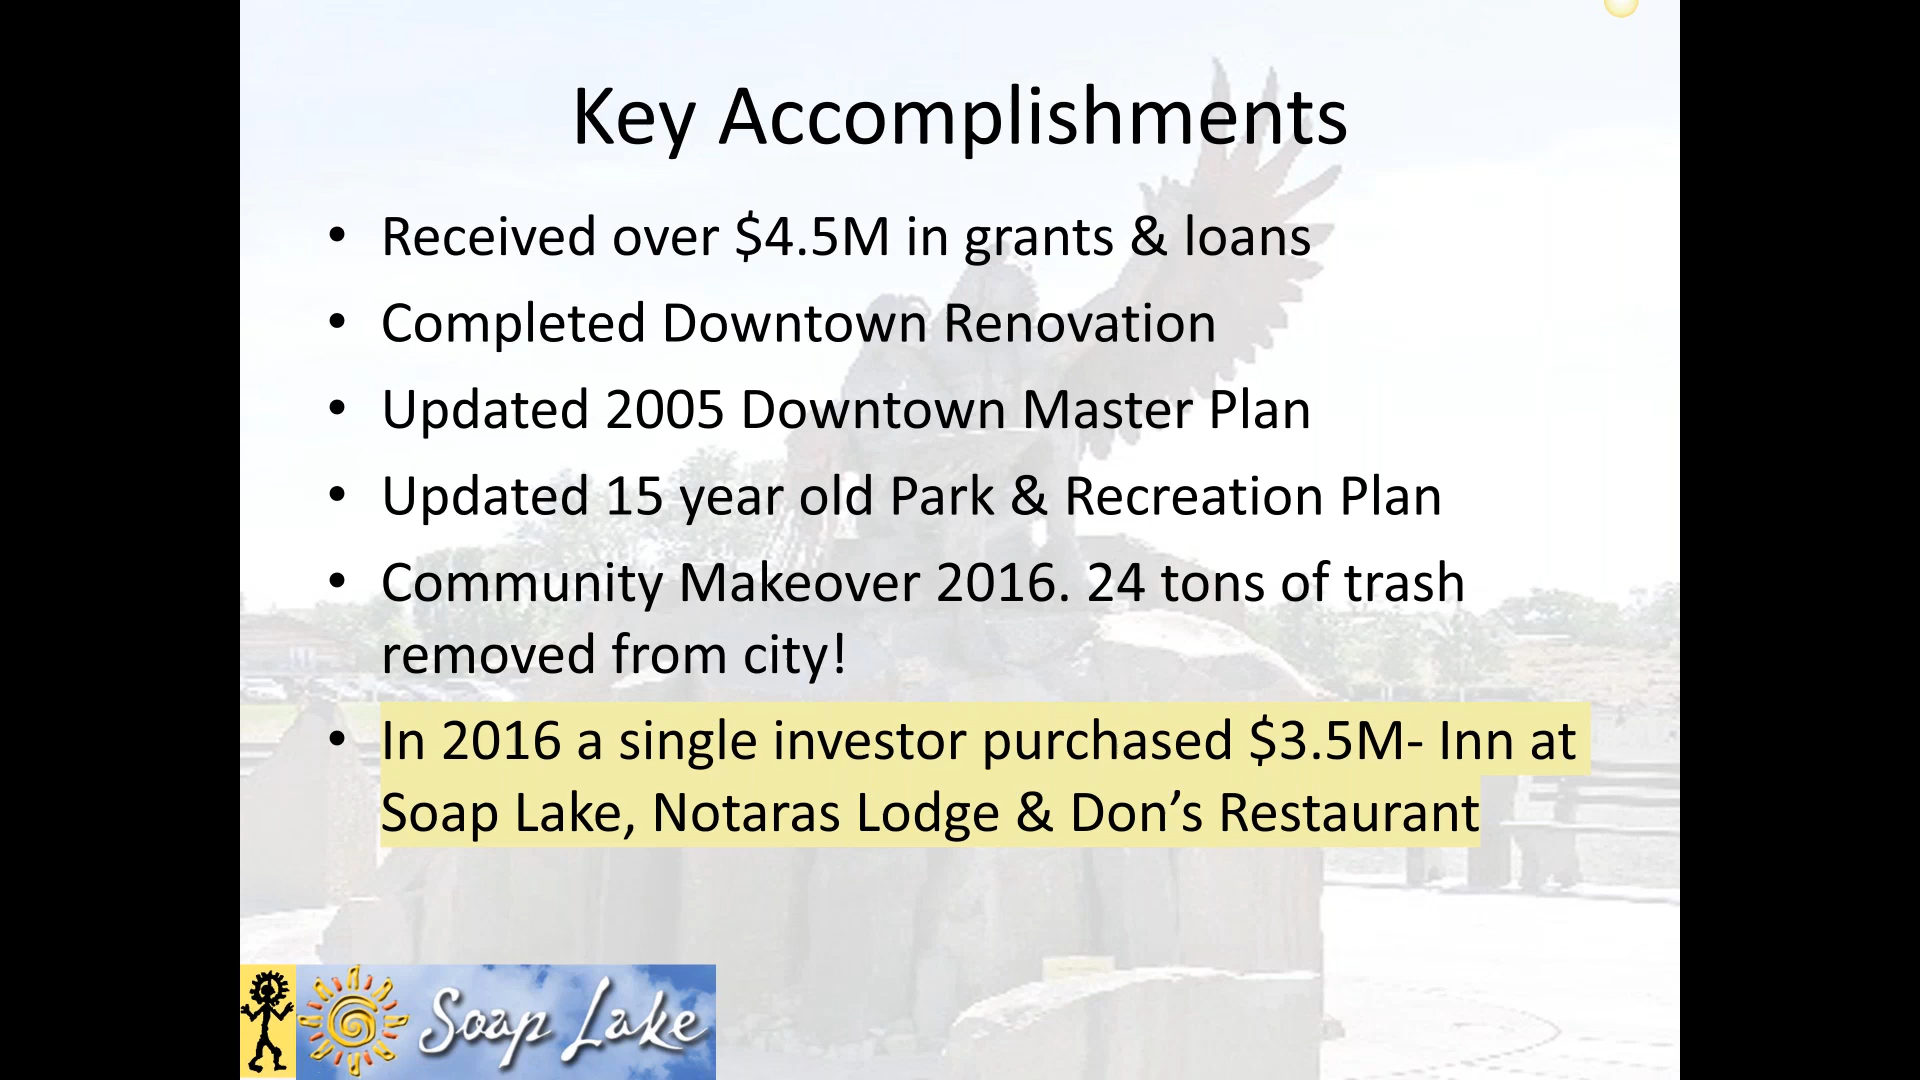 Key Accomplishments
• Received over $4.5M in grants & loans
• Completed Downtown Renovation
• Updated 2005 Downtown Master Plan
• Updated 15 year old Park & Recreation Plan
• Community Makeover 2016. 24 tons of trash
removed from city!
• In 2016 a single investor purchased $3.5M- Inn at
Soap Lake, Notaras Lodge & Don’s Restaurant
Soap Lake